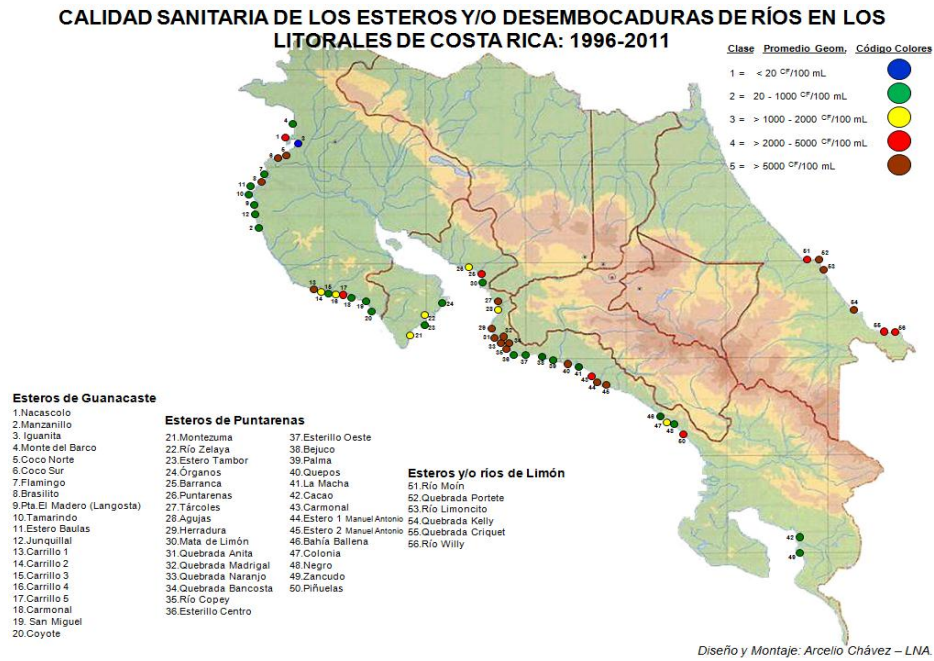 CALIDAD SANITARIA DE LOS ESTEROS Y/O DESEMBOCADURAS DE RÍOS EN LOS
LITORALES DE COSTA RICA: 1996-2011
Clase Promedio Geom. Código Colores
1 = < 20 CF/100 mL
2 = 20 - 1000 CF/100 mL
3 = > 1000 - 2000 CF/100 mL
4 = > 2000 - 5000 CF/100 mL
5 = > 5000 CF/100 mL
Esteros de Guanacaste
1.Nacascolo
2.Manzanillo
3. Iguanita
4.Monte del Barco
5.Coco Norte
6.Coco Sur
7.Flamingo
8.Brasilito
9.Pta.El Madero (Langosta)
10.Tamarindo
11.Estero Baulas
12.Junquillal
13.Carrillo 1
14.Carrillo 2
15.Carrillo 3
16.Carrillo 4
17.Carrillo 5
18.Carmonal
19. San Miguel
20.Coyote
Esteros de Puntarenas
21.Montezuma
22.Río Zelaya
23.Estero Tambor
24.Órganos
25.Barranca
26.Puntarenas
27.Tárcoles
28.Agujas
29.Herradura
30.Mata de Limón
31.Quebrada Anita
32.Quebrada Madrigal
33.Quebrada Naranjo
34.Quebrada Bancosta
35.Río Copey
36.Esterillo Centro
37.Esterillo Oeste
38.Bejuco
39.Palma
40.Quepos
41.La Macha
42.Cacao
43.Carmonal
44.Estero 1 Manuel Antonio
45.Estero 2 Manuel Antonio
46.Bahía Ballena
47.Colonia
48.Negro
49.Zancudo
50.Piñuelas
Esteros y/o ríos de Limón
51.Río Moín
52.Quebrada Portete
53.Río Limoncito
54.Quebrada Kelly
55.Quebrada Criquet
56.Río Willy
Diseño y Montaje: Arcelio Chávez – LNA.